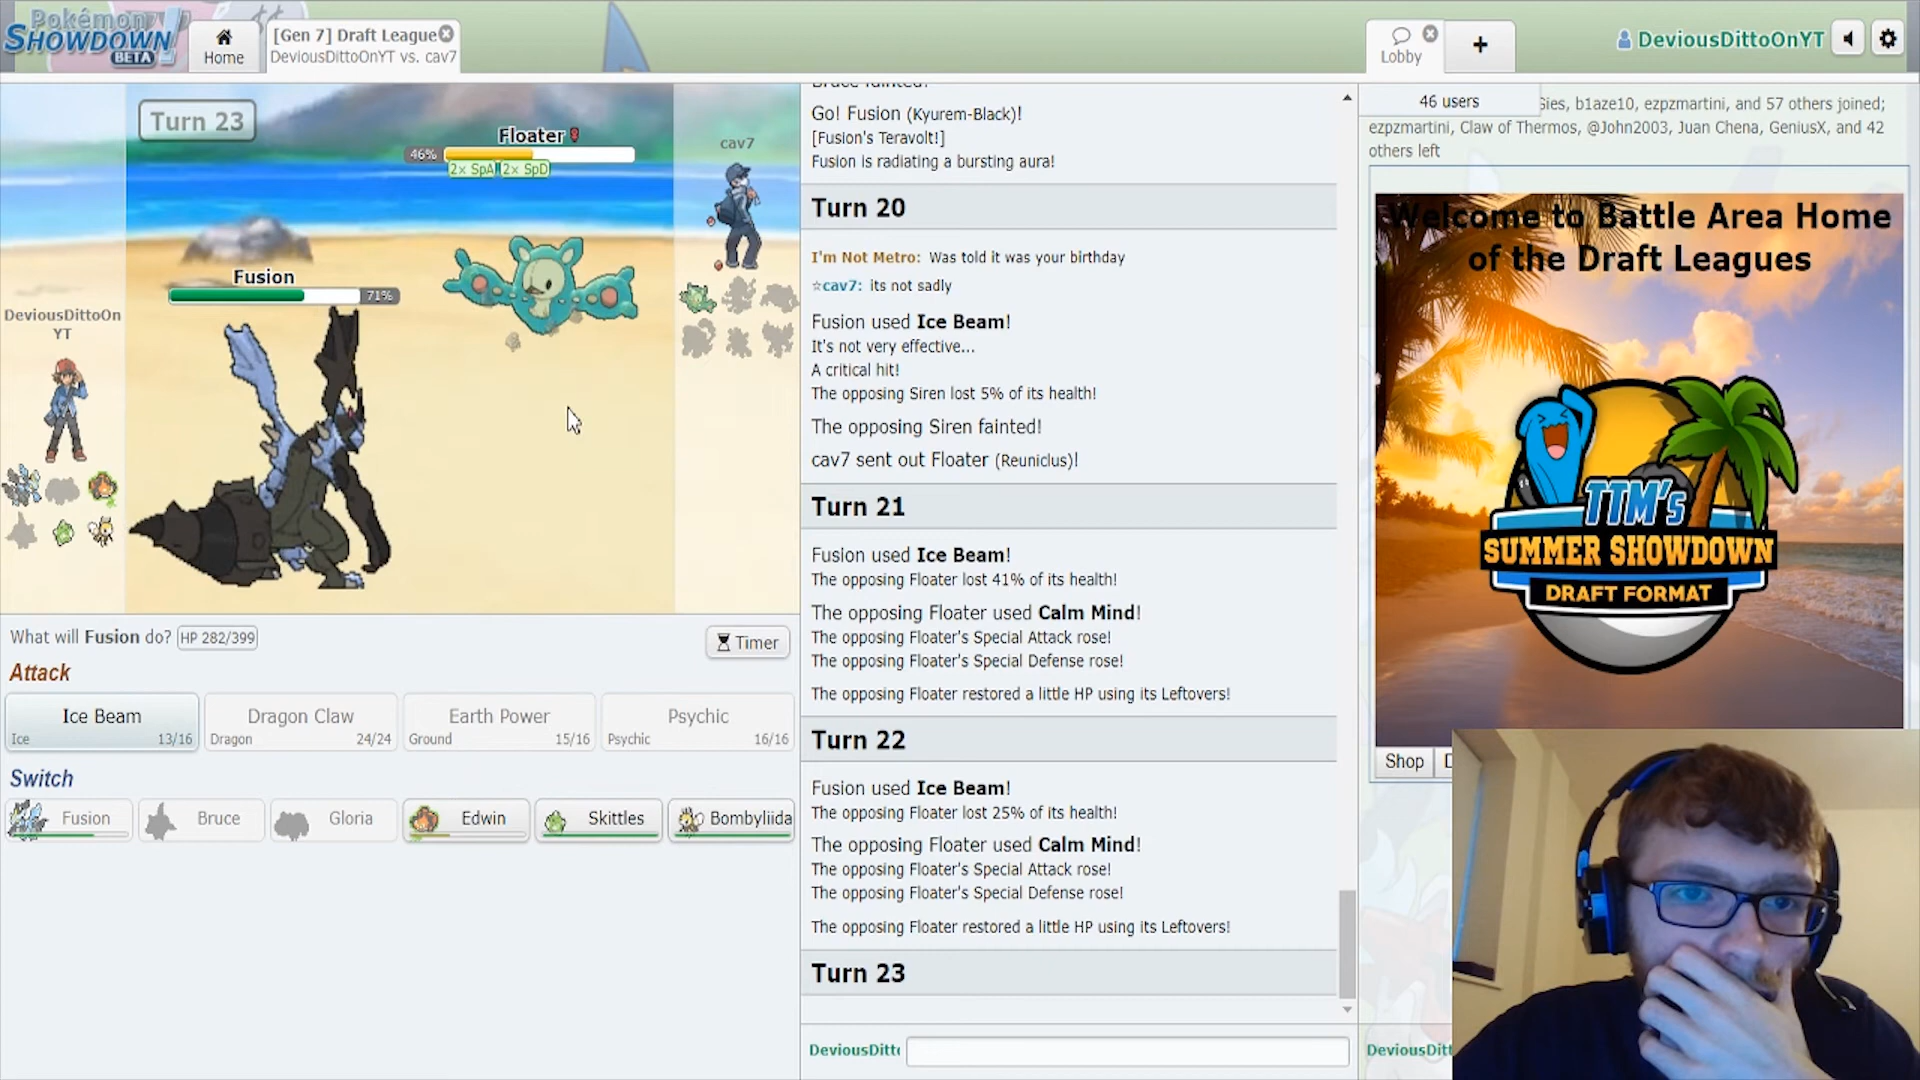 Pokémon
SHOWDOWN!
BETA
Home
[Gen 7] Draft League
DeviousDittoOnYT vs. cav7
Lobby
+
DeviousDittoOnYT
Turn 23
Floater
46%
2× SpA 2× SpD
cav7
Fusion
71%
DeviousDittoOn
YT
What will Fusion do? HP 282/399
Timer
Attack
Ice Beam
Ice 13/16
Dragon Claw
Dragon 24/24
Earth Power
Ground 15/16
Psychic
Psychic 16/16
Switch
Fusion
Bruce
Gloria
Edwin
Skittles
Bombyliida
Go! Fusion (Kyurem-Black)!
[Fusion's Teravolt!]
Fusion is radiating a bursting aura!
Turn 20
I'm Not Metro: Was told it was your birthday
☆cav7: its not sadly
Fusion used Ice Beam!
It's not very effective...
A critical hit!
The opposing Siren lost 5% of its health!
The opposing Siren fainted!
cav7 sent out Floater (Reuniclus)!
Turn 21
Fusion used Ice Beam!
The opposing Floater lost 41% of its health!
The opposing Floater used Calm Mind!
The opposing Floater's Special Attack rose!
The opposing Floater's Special Defense rose!
The opposing Floater restored a little HP using its Leftovers!
Turn 22
Fusion used Ice Beam!
The opposing Floater lost 25% of its health!
The opposing Floater used Calm Mind!
The opposing Floater's Special Attack rose!
The opposing Floater's Special Defense rose!
The opposing Floater restored a little HP using its Leftovers!
Turn 23
DeviousDitt
46 users
b1aze10, ezpzmartini, and 57 others joined;
ezpzmartini, Claw of Thermos, @John2003, Juan Chena, GeniusX, and 42
others left
Welcome to Battle Area Home
of the Draft Leagues
TTM's
SUMMER SHOWDOWN
DRAFT FORMAT
Shop
DeviousDitt